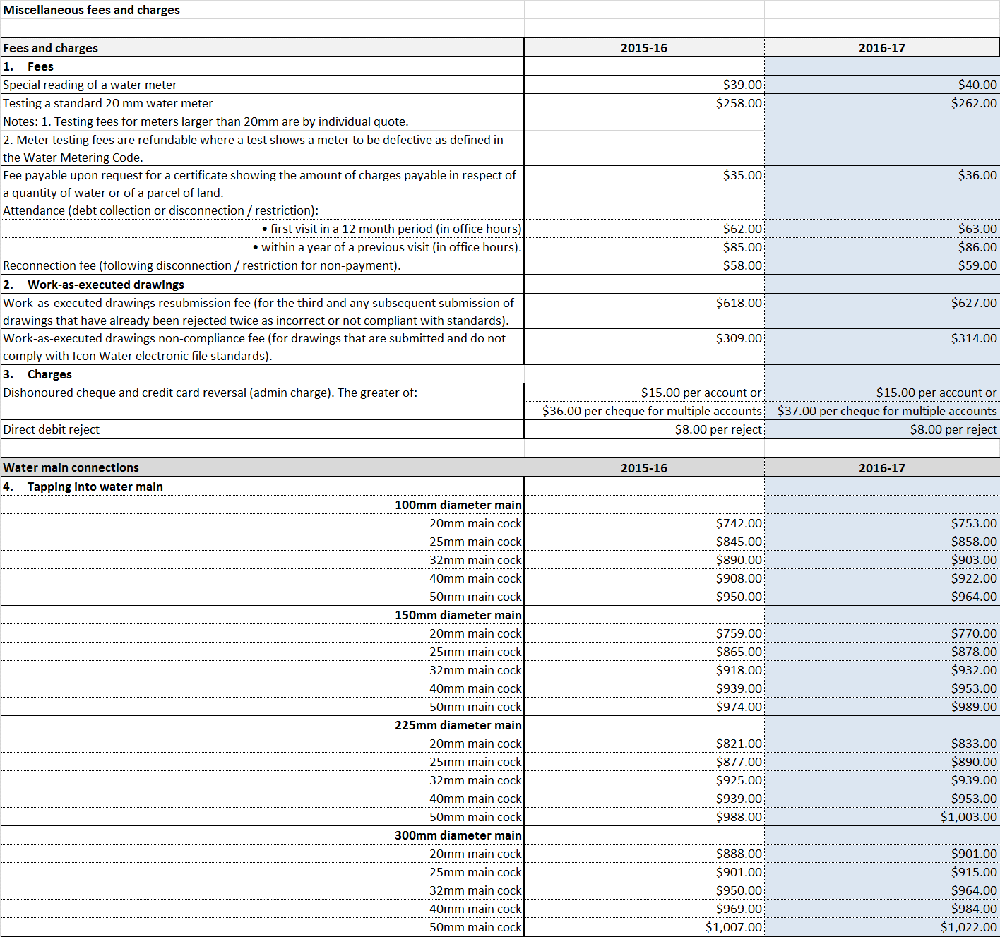 Miscellaneous fees and charges
Fees and charges 2015-16 2016-17
1. Fees
Special reading of a water meter $39.00 $40.00
Testing a standard 20 mm water meter $258.00 $262.00
Notes: 1. Testing fees for meters larger than 20mm are by individual quote.
2. Meter testing fees are refundable where a test shows a meter to be defective as defined in
the Water Metering Code.
Fee payable upon request for a certificate showing the amount of charges payable in respect of $35.00 $36.00
a quantity of water or of a parcel of land.
Attendance (debt collection or disconnection / restriction):
• first visit in a 12 month period (in office hours) $62.00 $63.00
• within a year of a previous visit (in office hours). $85.00 $86.00
Reconnection fee (following disconnection / restriction for non-payment). $58.00 $59.00
2. Work-as-executed drawings
Work-as-executed drawings resubmission fee (for the third and any subsequent submission of $618.00 $627.00
drawings that have already been rejected twice as incorrect or not compliant with standards).
Work-as-executed drawings non-compliance fee (for drawings that are submitted and do not $309.00 $314.00
comply with Icon Water electronic file standards).
3. Charges
Dishonoured cheque and credit card reversal (admin charge). The greater of: $15.00 per account or $15.00 per account or
$36.00 per cheque for multiple accounts $37.00 per cheque for multiple accounts
Direct debit reject $8.00 per reject $8.00 per reject
Water main connections 2015-16 2016-17
4. Tapping into water main
100mm diameter main
20mm main cock $742.00 $753.00
25mm main cock $845.00 $858.00
32mm main cock $890.00 $903.00
40mm main cock $908.00 $922.00
50mm main cock $950.00 $964.00
150mm diameter main
20mm main cock $759.00 $770.00
25mm main cock $865.00 $878.00
32mm main cock $918.00 $932.00
40mm main cock $939.00 $953.00
50mm main cock $974.00 $989.00
225mm diameter main
20mm main cock $821.00 $833.00
25mm main cock $877.00 $890.00
32mm main cock $925.00 $939.00
40mm main cock $939.00 $953.00
50mm main cock $988.00 $1,003.00
300mm diameter main
20mm main cock $888.00 $901.00
25mm main cock $901.00 $915.00
32mm main cock $950.00 $964.00
40mm main cock $969.00 $984.00
50mm main cock $1,007.00 $1,022.00